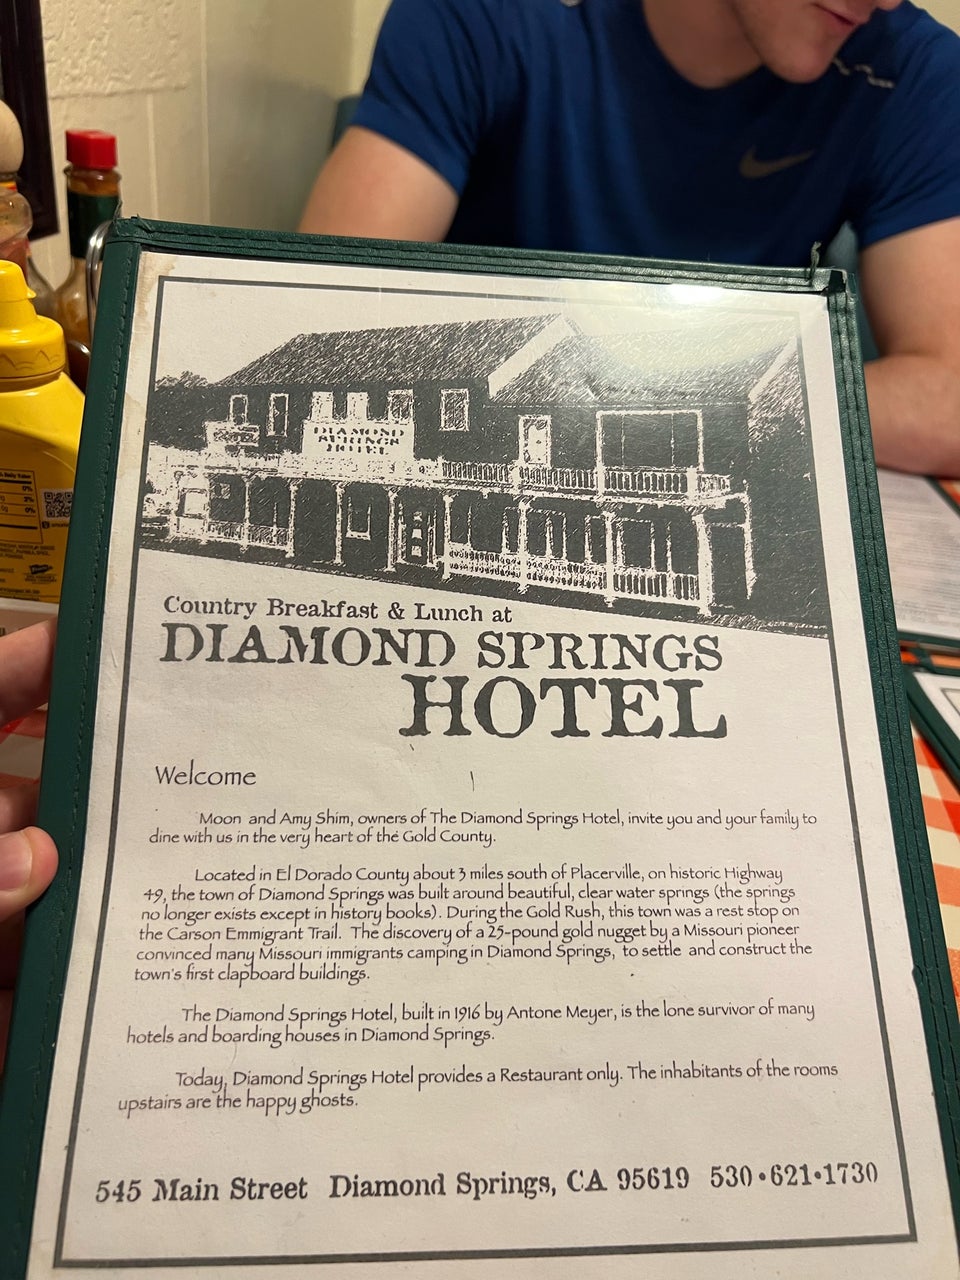 DIAMOND
SPRINGS
HOTEL
Country Breakfast & Lunch at
DIAMOND SPRINGS
HOTEL
Welcome
Moon and Amy Shim, owners of The Diamond Springs Hotel, invite you and your family to
dine with us in the very heart of the Gold County.
Located in El Dorado County about 3 miles south of Placerville, on historic Highway
49, the town of Diamond Springs was built around beautiful, clear water springs (the springs
no longer exists except in history books). During the Gold Rush, this town was a rest stop on
the Carson Emmigrant Trail. The discovery of a 25-pound gold nugget by a Missouri pioneer
convinced many Missouri immigrants camping in Diamond Springs, to settle and construct the
town's first clapboard buildings.
The Diamond Springs Hotel, built in 1916 by Antone Meyer, is the lone survivor of many
hotels and boarding houses in Diamond Springs.
Today, Diamond Springs Hotel provides a Restaurant only. The inhabitants of the rooms
upstairs are the happy ghosts.
545 Main Street Diamond Springs, CA 95619 530•621•1730